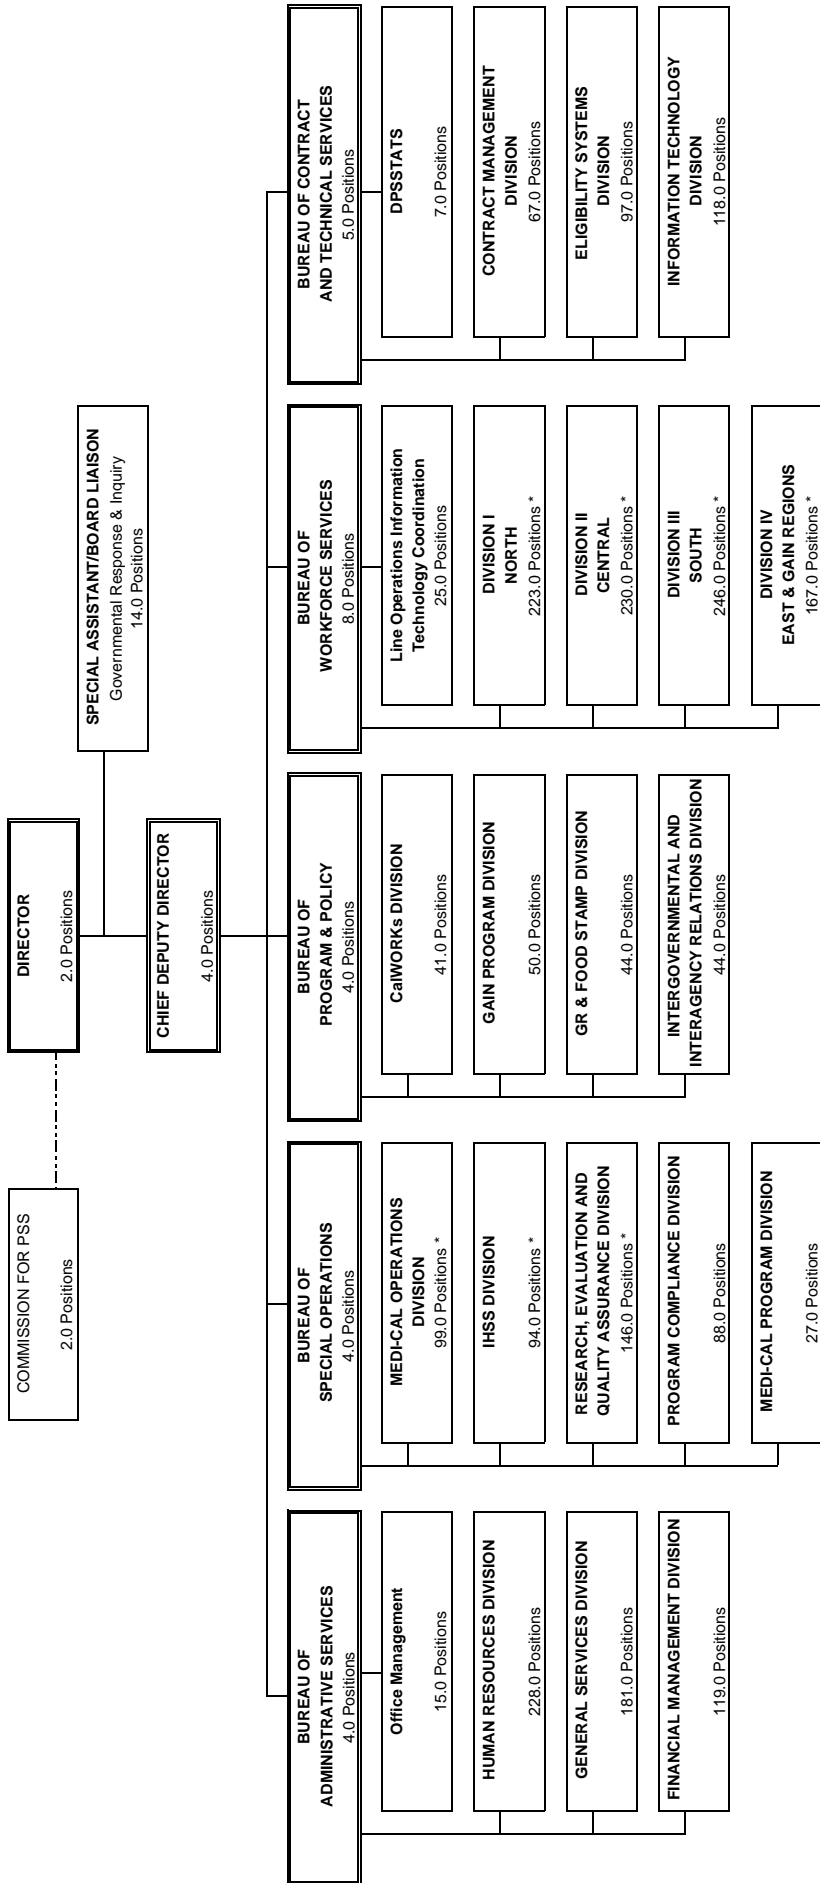 COMMISSION FOR PSS
2.0 Positions
DIRECTOR
2.0 Positions
SPECIAL ASSISTANT/BOARD LIAISON
Governmental Response & Inquiry
14.0 Positions
CHIEF DEPUTY DIRECTOR
4.0 Positions
BUREAU OF
ADMINISTRATIVE SERVICES
4.0 Positions
Office Management
15.0 Positions
HUMAN RESOURCES DIVISION
228.0 Positions
GENERAL SERVICES DIVISION
181.0 Positions
FINANCIAL MANAGEMENT DIVISION
119.0 Positions
BUREAU OF
SPECIAL OPERATIONS
4.0 Positions
MEDI-CAL OPERATIONS
DIVISION
99.0 Positions *
IHSS DIVISION
94.0 Positions *
RESEARCH, EVALUATION AND
QUALITY ASSURANCE DIVISION
146.0 Positions *
PROGRAM COMPLIANCE DIVISION
88.0 Positions
MEDI-CAL PROGRAM DIVISION
27.0 Positions
BUREAU OF
PROGRAM & POLICY
4.0 Positions
CalWORKs DIVISION
41.0 Positions
GAIN PROGRAM DIVISION
50.0 Positions
GR & FOOD STAMP DIVISION
44.0 Positions
INTERGOVERNMENTAL AND
INTERAGENCY RELATIONS DIVISION
44.0 Positions
BUREAU OF
WORKFORCE SERVICES
8.0 Positions
Line Operations Information
Technology Coordination
25.0 Positions
DIVISION I
NORTH
223.0 Positions *
DIVISION II
CENTRAL
230.0 Positions *
DIVISION III
SOUTH
246.0 Positions *
DIVISION IV
EAST & GAIN REGIONS
167.0 Positions *
BUREAU OF CONTRACT
AND TECHNICAL SERVICES
5.0 Positions
DPSSTATS
7.0 Positions
CONTRACT MANAGEMENT
DIVISION
67.0 Positions
ELIGIBILITY SYSTEMS
DIVISION
97.0 Positions
INFORMATION TECHNOLOGY
DIVISION
118.0 Positions